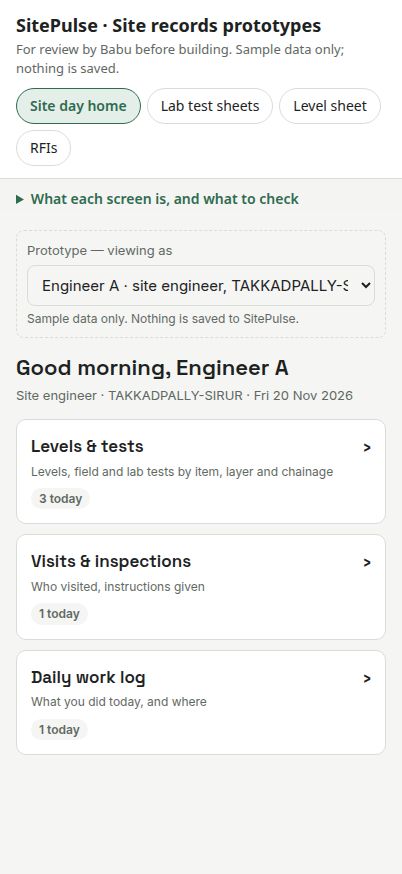 SitePulse · Site records prototypes
For review by Babu before building. Sample data only;
nothing is saved.
Site day home
Lab test sheets
Level sheet
RFIs
What each screen is, and what to check
Prototype — viewing as
Engineer A · site engineer, TAKKADPALLY-S
Sample data only. Nothing is saved to SitePulse.
Good morning, Engineer A
Site engineer · TAKKADPALLY-SIRUR · Fri 20 Nov 2026
Levels & tests
Levels, field and lab tests by item, layer and chainage
3 today
Visits & inspections
Who visited, instructions given
1 today
Daily work log
What you did today, and where
1 today